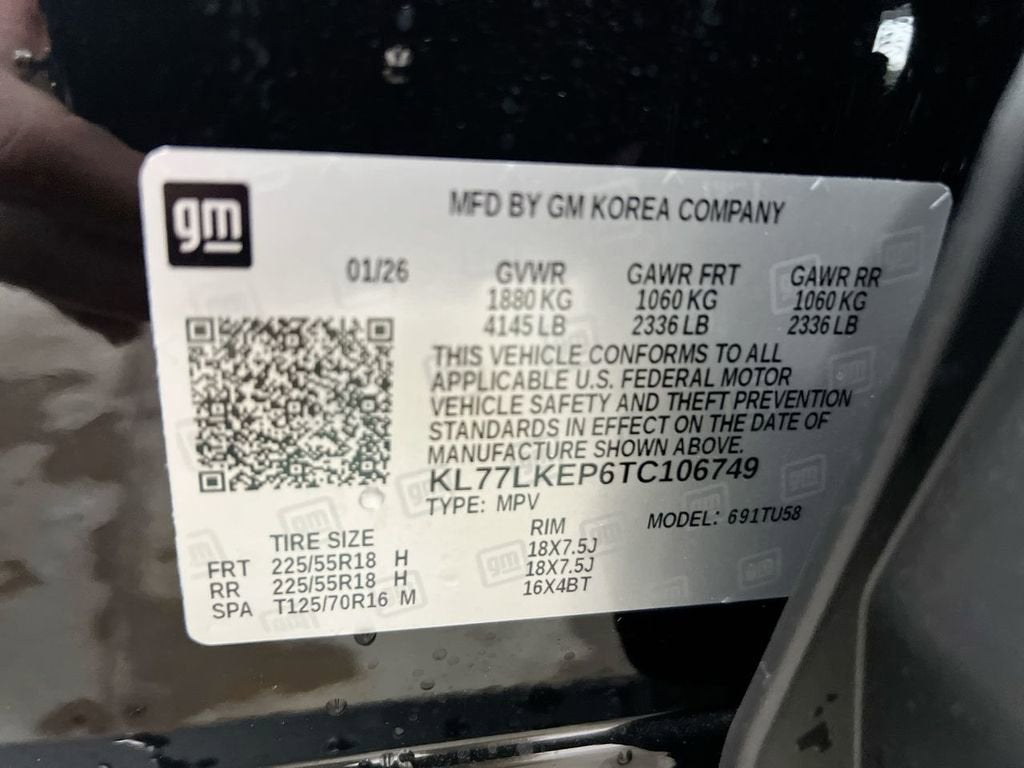 gm
MFD BY GM KOREA COMPANY
01/26
GVWR GAWR FRT GAWR RR
1880 KG 1060 KG 1060 KG
4145 LB 2336 LB 2336 LB
THIS VEHICLE CONFORMS TO ALL
APPLICABLE U.S. FEDERAL MOTOR
VEHICLE SAFETY AND THEFT PREVENTION
STANDARDS IN EFFECT ON THE DATE OF
MANUFACTURE SHOWN ABOVE.
KL77LKEP6TC106749
TYPE: MPV
MODEL: 691TU58
TIRE SIZE RIM
FRT 225/55R18 H 18X7.5J
RR 225/55R18 H 18X7.5J
SPA T125/70R16 M 16X4BT